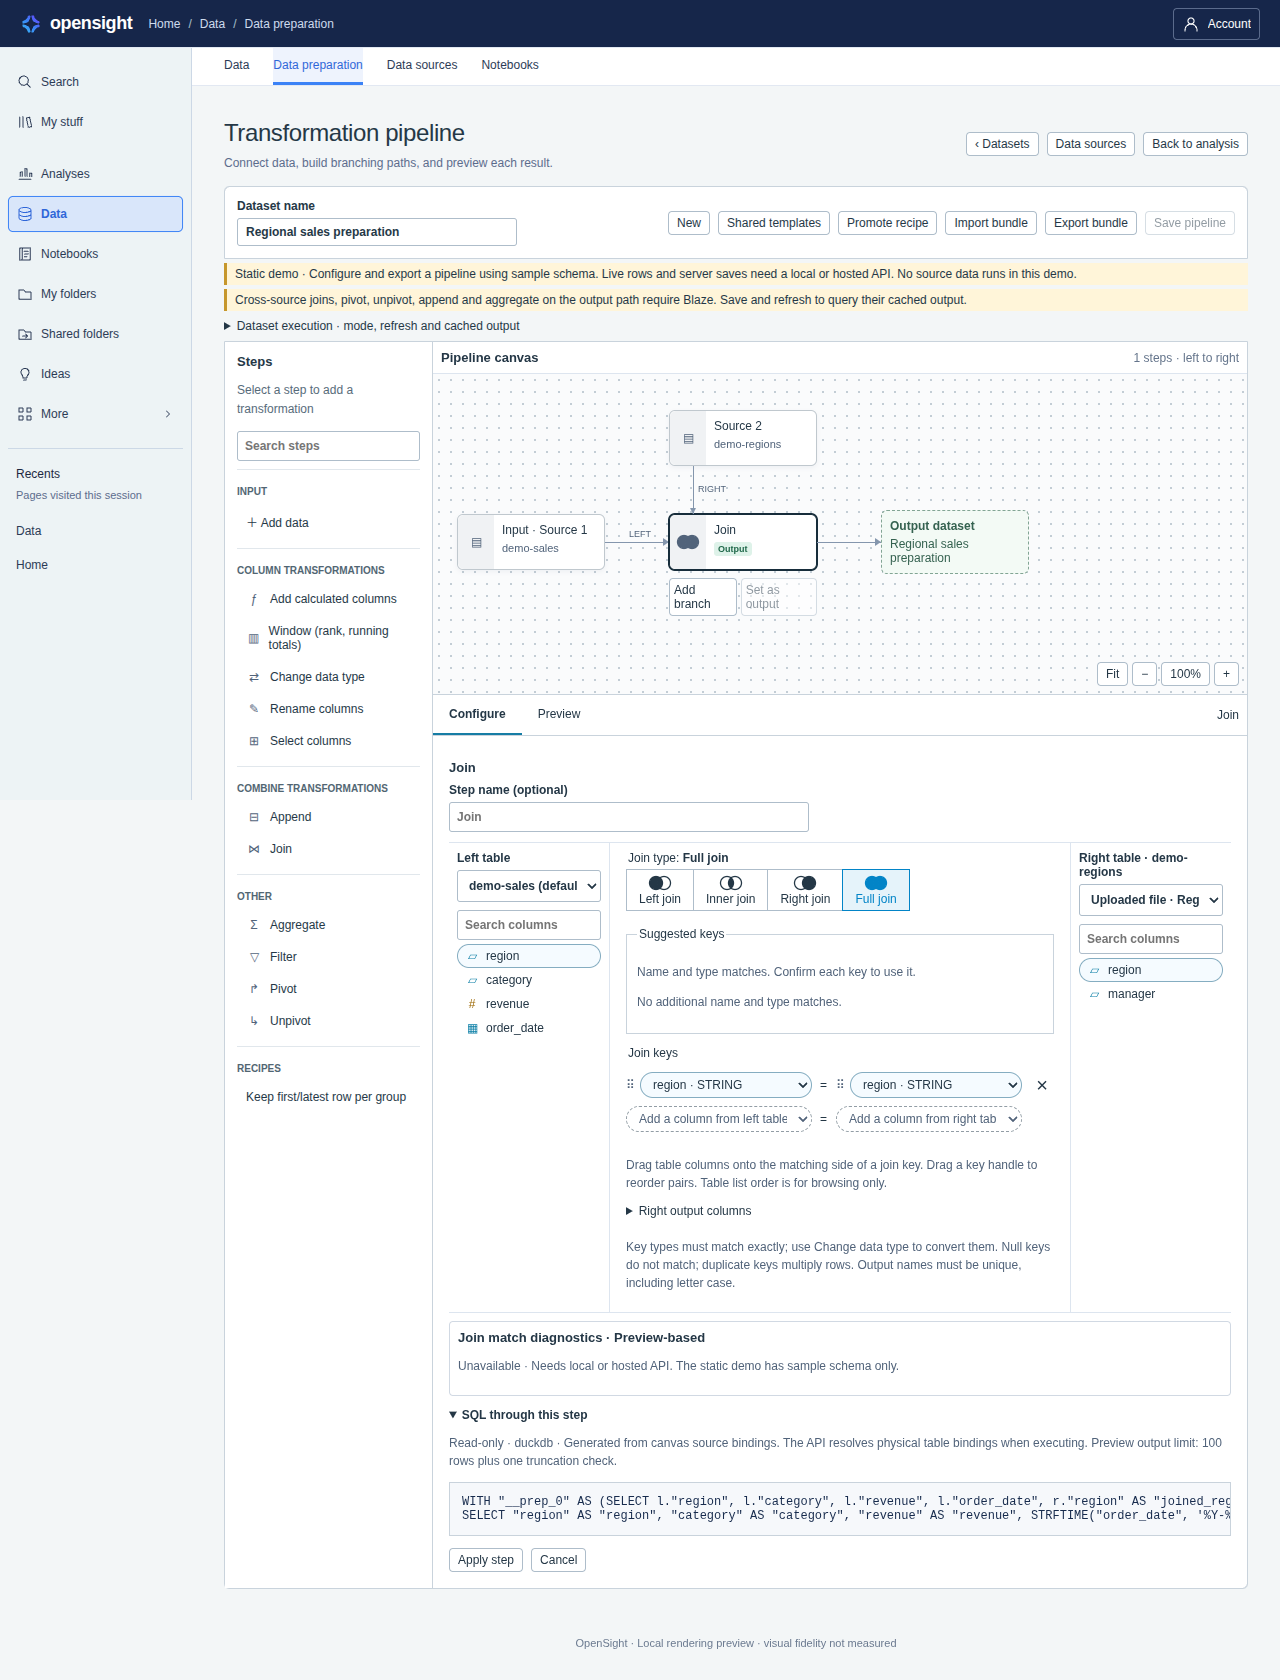 opensight
Home / Data / Data preparation
Account
Search
My stuff
Analyses
Data
Notebooks
My folders
Shared folders
Ideas
More
Recents
Pages visited this session
Data
Home
Data
Data preparation
Data sources
Notebooks
Transformation pipeline
Connect data, build branching paths, and preview each result.
‹ Datasets
Data sources
Back to analysis
Dataset name
Regional sales preparation
New
Shared templates
Promote recipe
Import bundle
Export bundle
Save pipeline
Static demo · Configure and export a pipeline using sample schema. Live rows and server saves need a local or hosted API. No source data runs in this demo.
Cross-source joins, pivot, unpivot, append and aggregate on the output path require Blaze. Save and refresh to query their cached output.
Dataset execution · mode, refresh and cached output
Steps
Select a step to add a
transformation
Search steps
INPUT
+ Add data
COLUMN TRANSFORMATIONS
ƒ Add calculated columns
Window (rank, running
totals)
Change data type
Rename columns
Select columns
COMBINE TRANSFORMATIONS
Append
Join
OTHER
Σ Aggregate
Filter
Pivot
Unpivot
RECIPES
Keep first/latest row per group
Pipeline canvas
1 steps · left to right
Source 2
demo-regions
RIGHT
Input · Source 1
demo-sales
LEFT
Join
Output
Output dataset
Regional sales
preparation
Add
branch
Set as
output
Fit
−
100%
+
Configure
Preview
Join
Join
Step name (optional)
Join
Left table
demo-sales (defaul
Search columns
region
category
# revenue
order_date
Join type: Full join
Left join
Inner join
Right join
Full join
Suggested keys
Name and type matches. Confirm each key to use it.
No additional name and type matches.
Join keys
region · STRING = region · STRING ×
Add a column from left table = Add a column from right tab
Drag table columns onto the matching side of a join key. Drag a key handle to
reorder pairs. Table list order is for browsing only.
Right output columns
Key types must match exactly; use Change data type to convert them. Null keys
do not match; duplicate keys multiply rows. Output names must be unique,
including letter case.
Right table · demo-
regions
Uploaded file · Reg
Search columns
region
manager
Join match diagnostics · Preview-based
Unavailable · Needs local or hosted API. The static demo has sample schema only.
SQL through this step
Read-only · duckdb · Generated from canvas source bindings. The API resolves physical table bindings when executing. Preview output limit: 100
rows plus one truncation check.
WITH "__prep_0" AS (SELECT l."region", l."category", l."revenue", l."order_date", r."region" AS "joined_reg
SELECT "region" AS "region", "category" AS "category", "revenue" AS "revenue", STRFTIME("order_date", '%Y-%
Apply step
Cancel
OpenSight · Local rendering preview · visual fidelity not measured